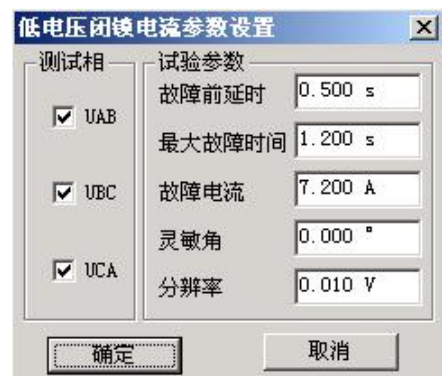 低电压闭锁电流参数设置
测试相
UAB
UBC
UCA
试验参数
故障前延时 0.500 s
最大故障时间 1.200 s
故障电流 7.200 A
灵敏角 0.000 °
分辨率 0.010 V
确定 取消